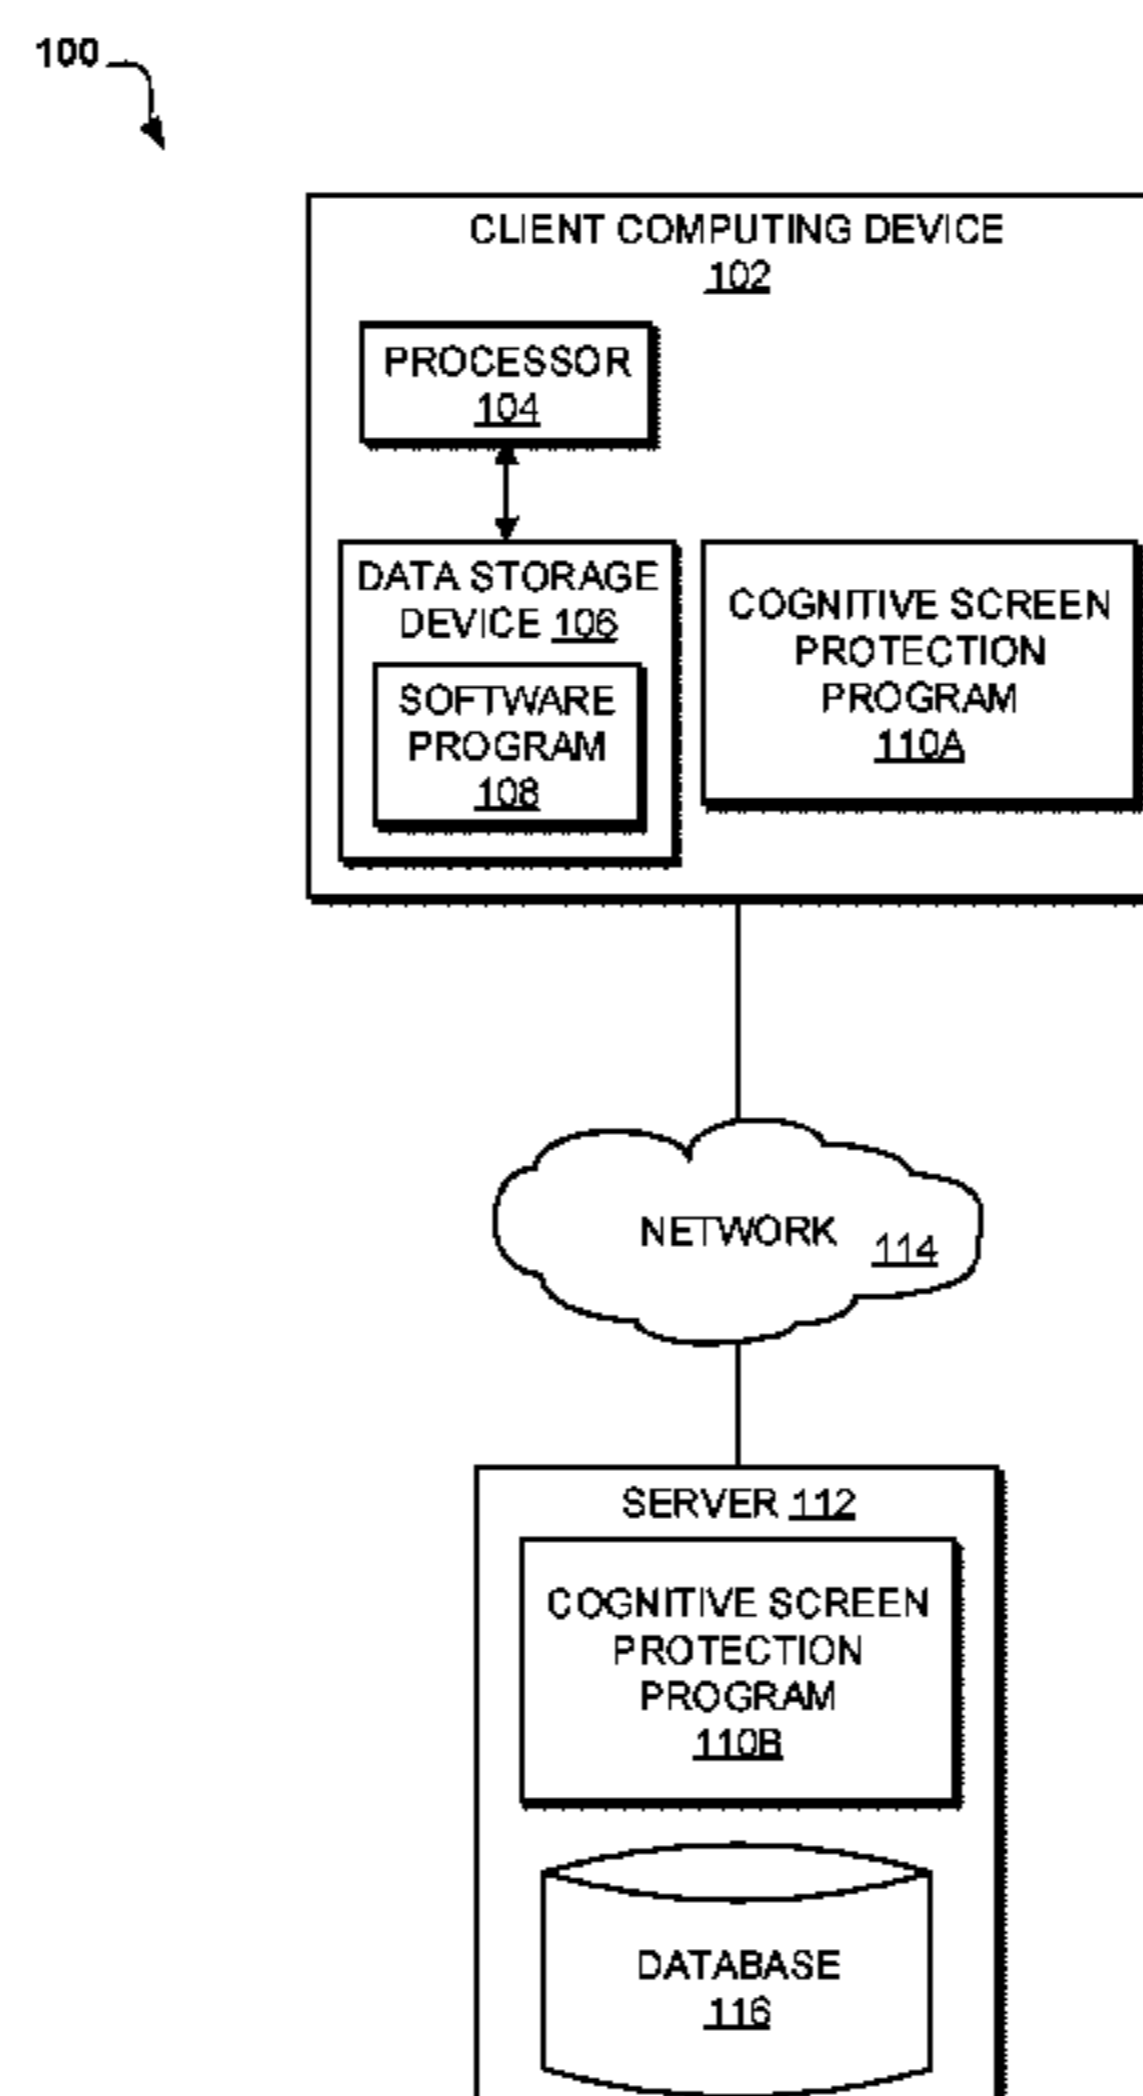 100
CLIENT COMPUTING DEVICE
102
PROCESSOR
104
DATA STORAGE
DEVICE 106
SOFTWARE
PROGRAM
108
COGNITIVE SCREEN
PROTECTION
PROGRAM
110A
NETWORK 114
SERVER 112
COGNITIVE SCREEN
PROTECTION
PROGRAM
110B
DATABASE
116